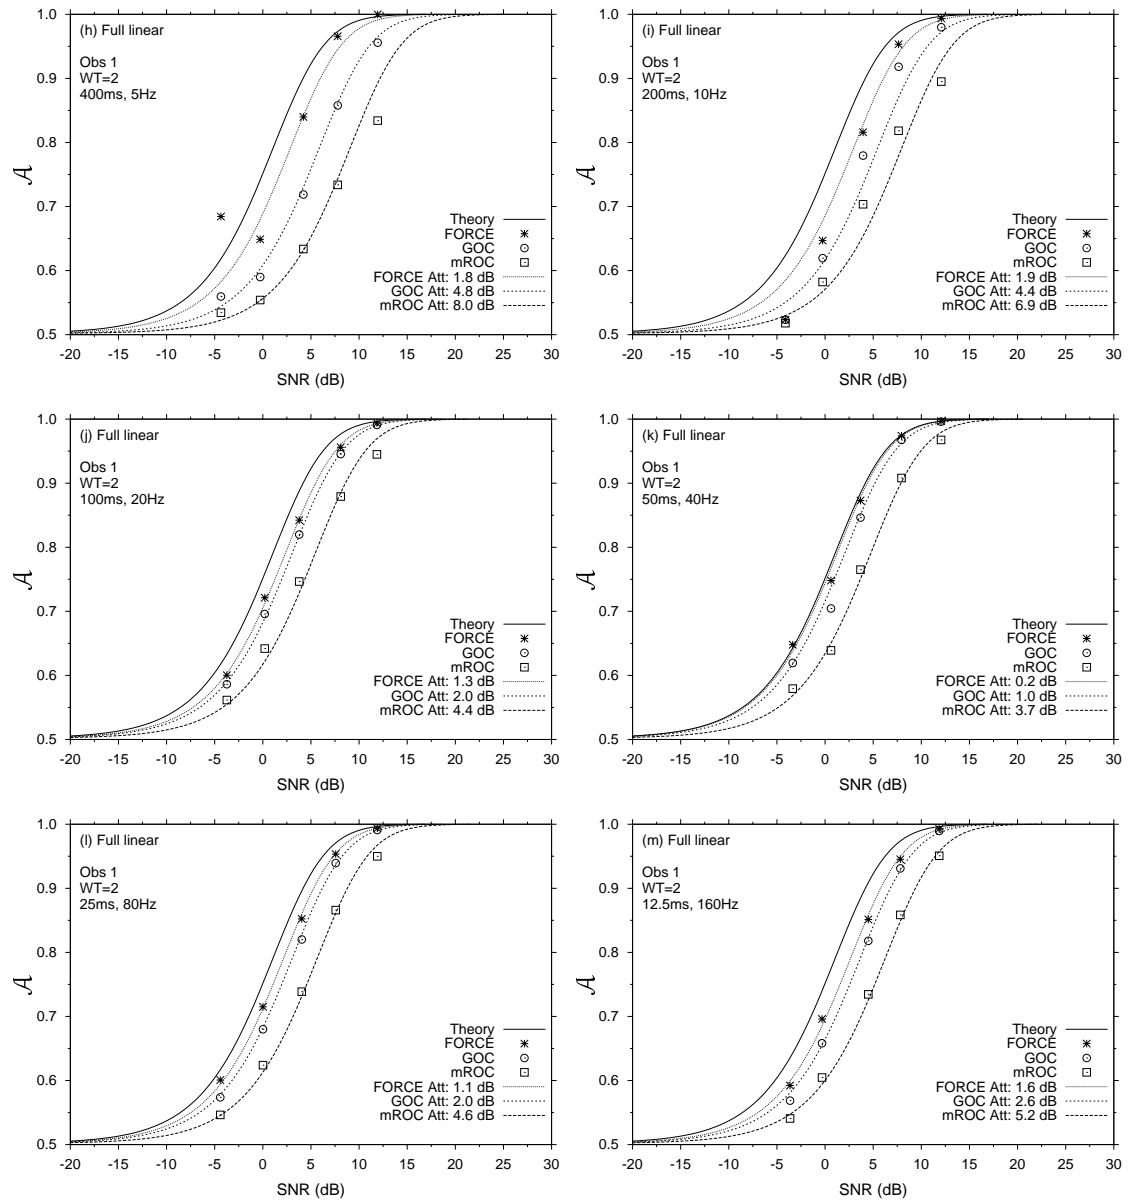 (h) Full linear
Obs 1
WT=2
400ms, 5Hz
1.0
0.9
0.8
0.7
0.6
0.5
A
Theory
FORCE
GOC
mROC
FORCE Att: 1.8 dB
GOC Att: 4.8 dB
mROC Att: 8.0 dB
-20 -15 -10 -5 0 5 10 15 20 25 30
SNR (dB)
(i) Full linear
Obs 1
WT=2
200ms, 10Hz
1.0
0.9
0.8
0.7
0.6
0.5
A
Theory
FORCE
GOC
mROC
FORCE Att: 1.9 dB
GOC Att: 4.4 dB
mROC Att: 6.9 dB
-20 -15 -10 -5 0 5 10 15 20 25 30
SNR (dB)
(j) Full linear
Obs 1
WT=2
100ms, 20Hz
1.0
0.9
0.8
0.7
0.6
0.5
A
Theory
FORCE
GOC
mROC
FORCE Att: 1.3 dB
GOC Att: 2.0 dB
mROC Att: 4.4 dB
-20 -15 -10 -5 0 5 10 15 20 25 30
SNR (dB)
(k) Full linear
Obs 1
WT=2
50ms, 40Hz
1.0
0.9
0.8
0.7
0.6
0.5
A
Theory
FORCE
GOC
mROC
FORCE Att: 0.2 dB
GOC Att: 1.0 dB
mROC Att: 3.7 dB
-20 -15 -10 -5 0 5 10 15 20 25 30
SNR (dB)
(l) Full linear
Obs 1
WT=2
25ms, 80Hz
1.0
0.9
0.8
0.7
0.6
0.5
A
Theory
FORCE
GOC
mROC
FORCE Att: 1.1 dB
GOC Att: 2.0 dB
mROC Att: 4.6 dB
-20 -15 -10 -5 0 5 10 15 20 25 30
SNR (dB)
(m) Full linear
Obs 1
WT=2
12.5ms, 160Hz
1.0
0.9
0.8
0.7
0.6
0.5
A
Theory
FORCE
GOC
mROC
FORCE Att: 1.6 dB
GOC Att: 2.6 dB
mROC Att: 5.2 dB
-20 -15 -10 -5 0 5 10 15 20 25 30
SNR (dB)